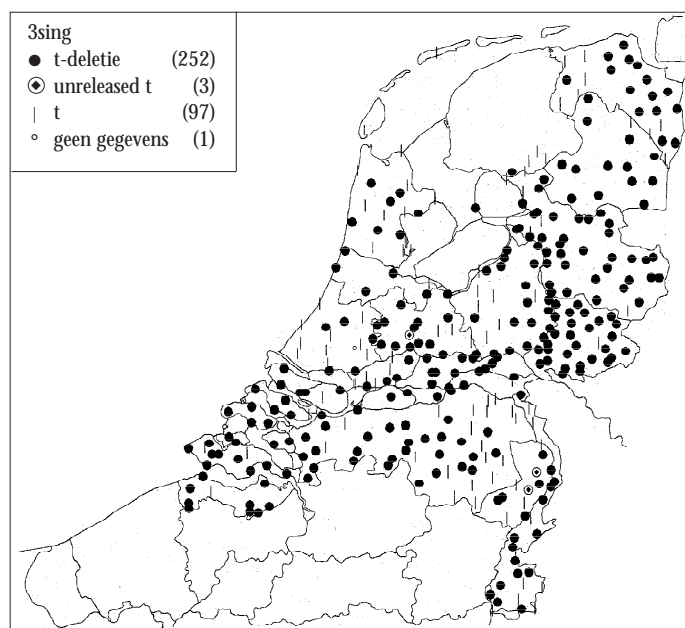 3sing
t-deletie (252)
unreleased t (3)
t (97)
geen gegevens (1)